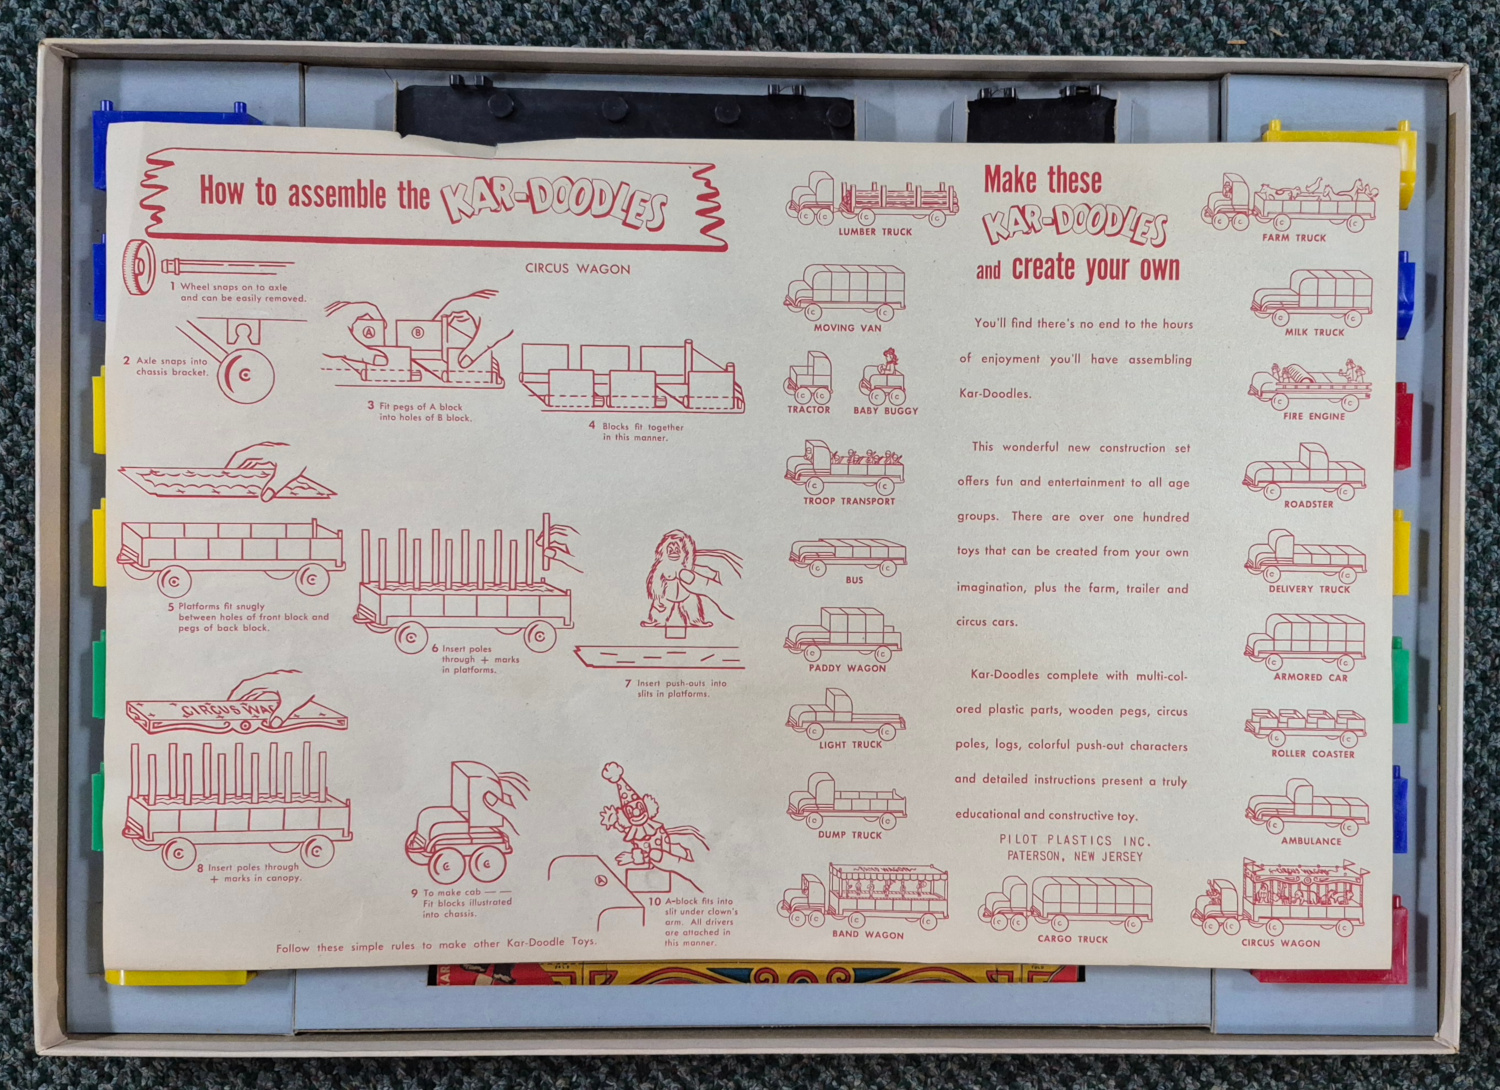 How to assemble the KAR-DOODLES
CIRCUS WAGON
1 Wheel snaps on to axle
and can be easily removed.
2 Axle snaps into
chassis bracket.
A
B
3 Fit pegs of A block
into holes of B block.
4 Blocks fit together
in this manner.
5 Platforms fit snugly
between holes of front block and
pegs of back block.
6 Insert poles
through + marks
in platforms.
7 Insert push-outs into
slits in platforms.
CIRCUS WAG
8 Insert poles through
+ marks in canopy.
9 To make cab — —
Fit blocks illustrated
into chassis.
A
10 A-block fits into
slit under clown's
arm. All drivers
are attached in
this manner.
Follow these simple rules to make other Kar-Doodle Toys.
LUMBER TRUCK
MOVING VAN
TRACTOR
BABY BUGGY
TROOP TRANSPORT
BUS
PADDY WAGON
LIGHT TRUCK
DUMP TRUCK
BAND WAGON
Make these
KAR-DOODLES
and create your own
You'll find there's no end to the hours
of enjoyment you'll have assembling
Kar-Doodles.
This wonderful new construction set
offers fun and entertainment to all age
groups. There are over one hundred
toys that can be created from your own
imagination, plus the farm, trailer and
circus cars.
Kar-Doodles complete with multi-col-
ored plastic parts, wooden pegs, circus
poles, logs, colorful push-out characters
and detailed instructions present a truly
educational and constructive toy.
PILOT PLASTICS INC.
PATERSON, NEW JERSEY
CARGO TRUCK
FARM TRUCK
MILK TRUCK
FIRE ENGINE
ROADSTER
DELIVERY TRUCK
ARMORED CAR
ROLLER COASTER
AMBULANCE
CIRCUS WAGON
KAR